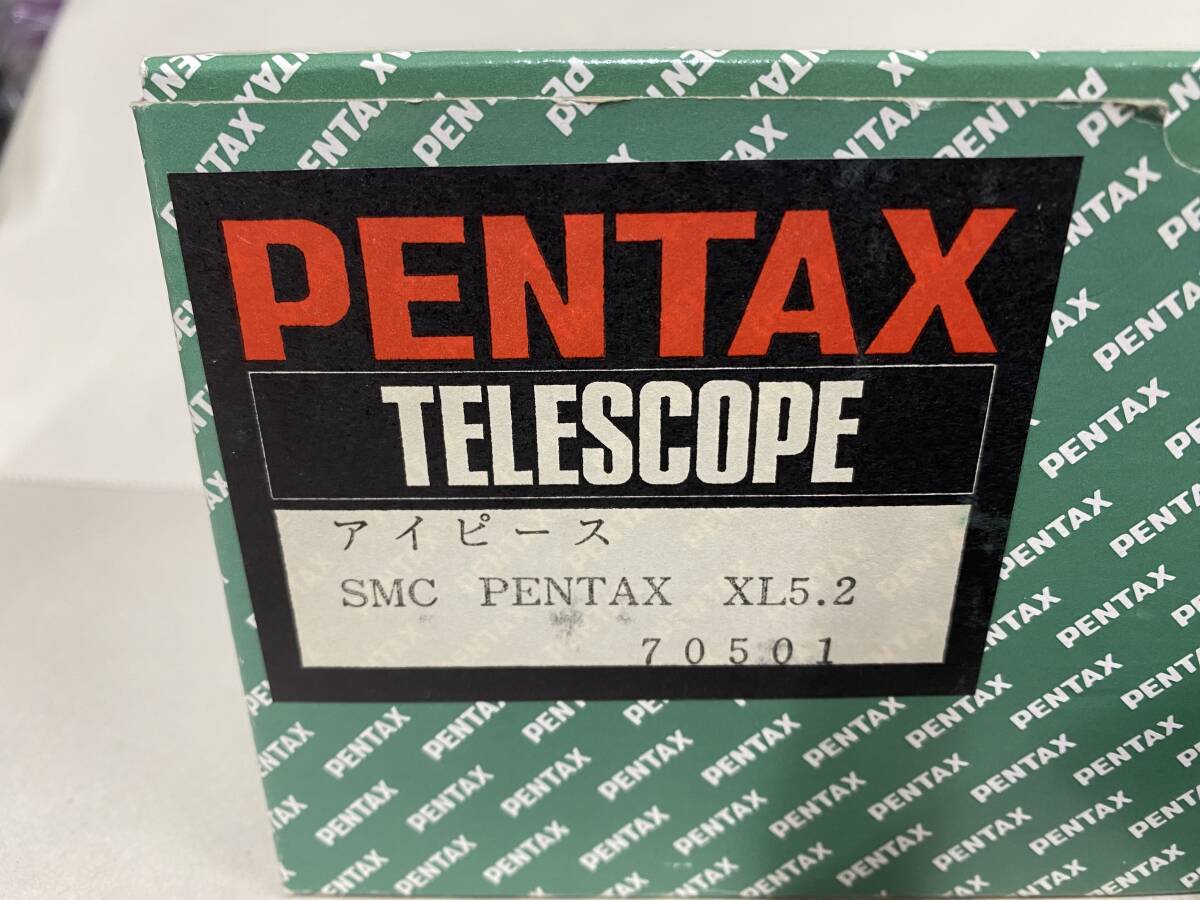 PENTAX
TELESCOPE
アイピース
SMC PENTAX XL5.2
70501